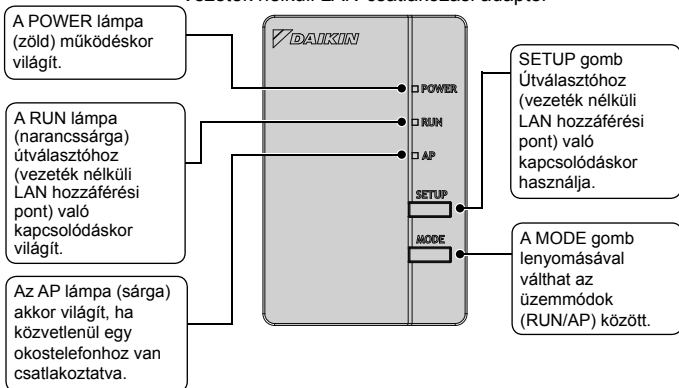 Vezeték nélküli LAN csatlakozási adapter
A POWER lámpa
(zöld) működéskor
világít.
A RUN lámpa
(narancssárga)
útválasztóhoz
(vezeték nélküli
LAN hozzáférési
pont) való
kapcsolódáskor
világít.
Az AP lámpa (sárga)
akkor világít, ha
közvetlenül egy
okostelefonhoz van
csatlakoztatva.
DAIKIN
POWER
RUN
AP
SETUP
MODE
SETUP gomb
Útválasztóhoz
(vezeték nélküli
LAN hozzáférési
pont) való
kapcsolódáskor
használja.
A MODE gomb
lenyomásával
válthat az
üzemmódok
(RUN/AP) között.